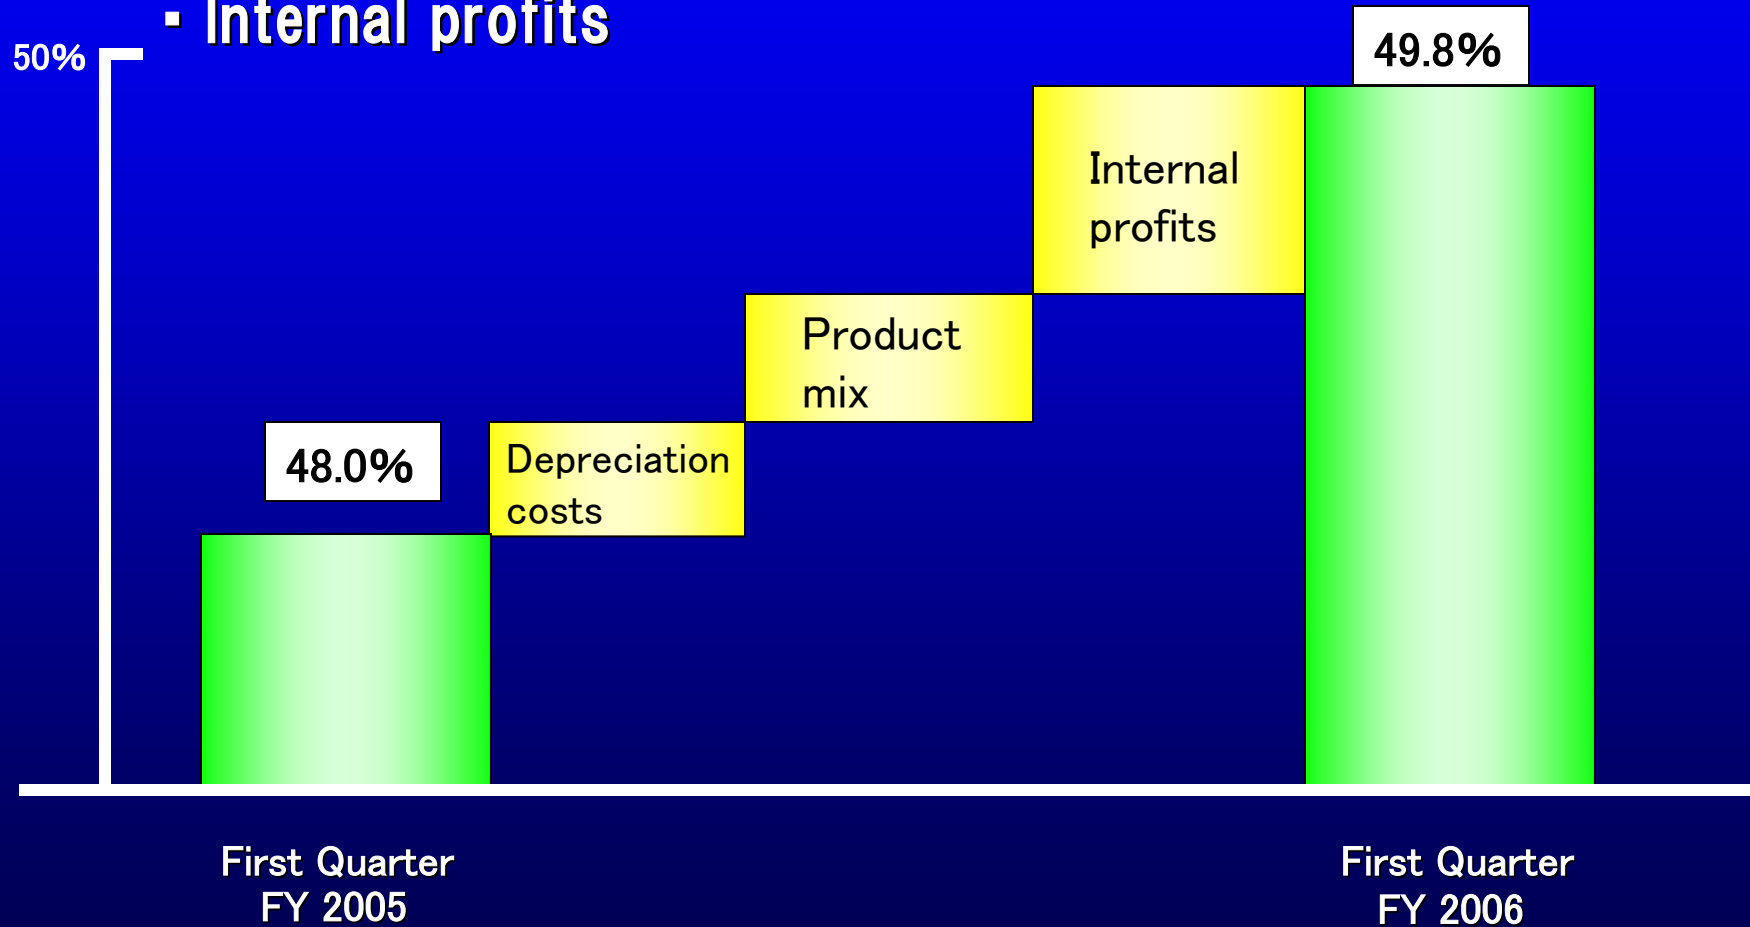 ▪ Internal profits
50%
49.8%
Internal
profits
Product
mix
48.0%
Depreciation
costs
First Quarter
FY 2005
First Quarter
FY 2006